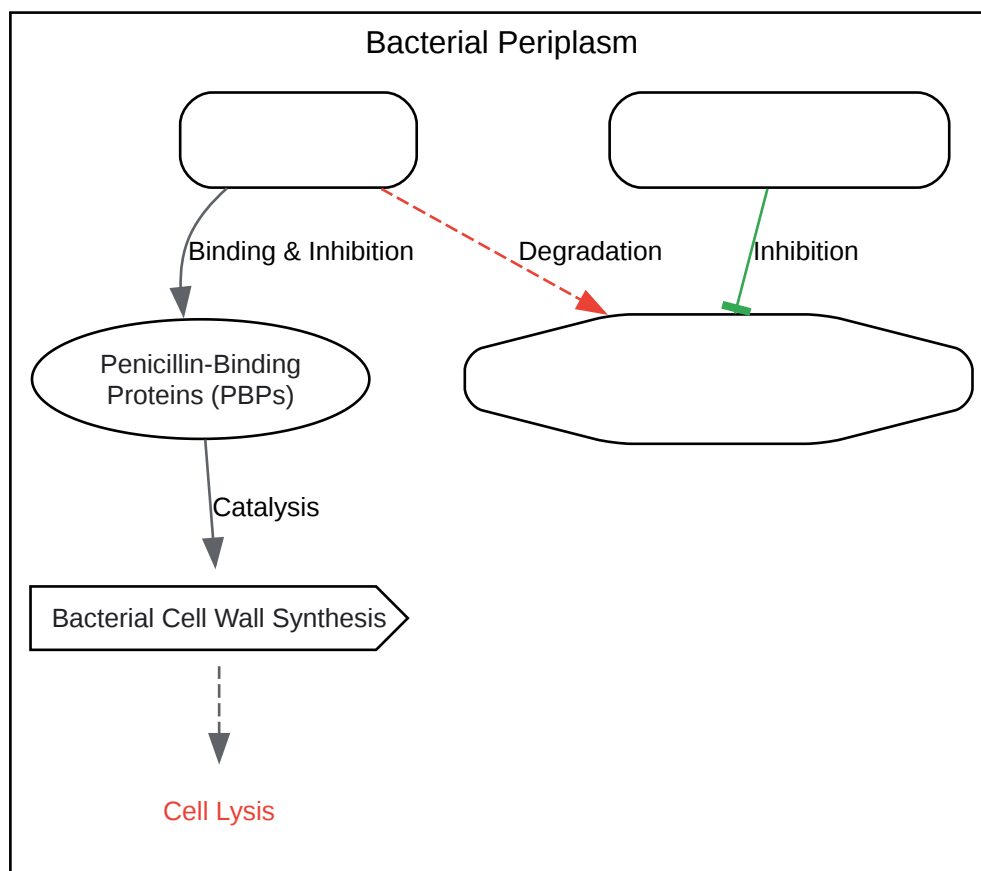 Bacterial Periplasm
Binding & Inhibition
Degradation
Inhibition
Penicillin-Binding
Proteins (PBPs)
Catalysis
Bacterial Cell Wall Synthesis
Cell Lysis